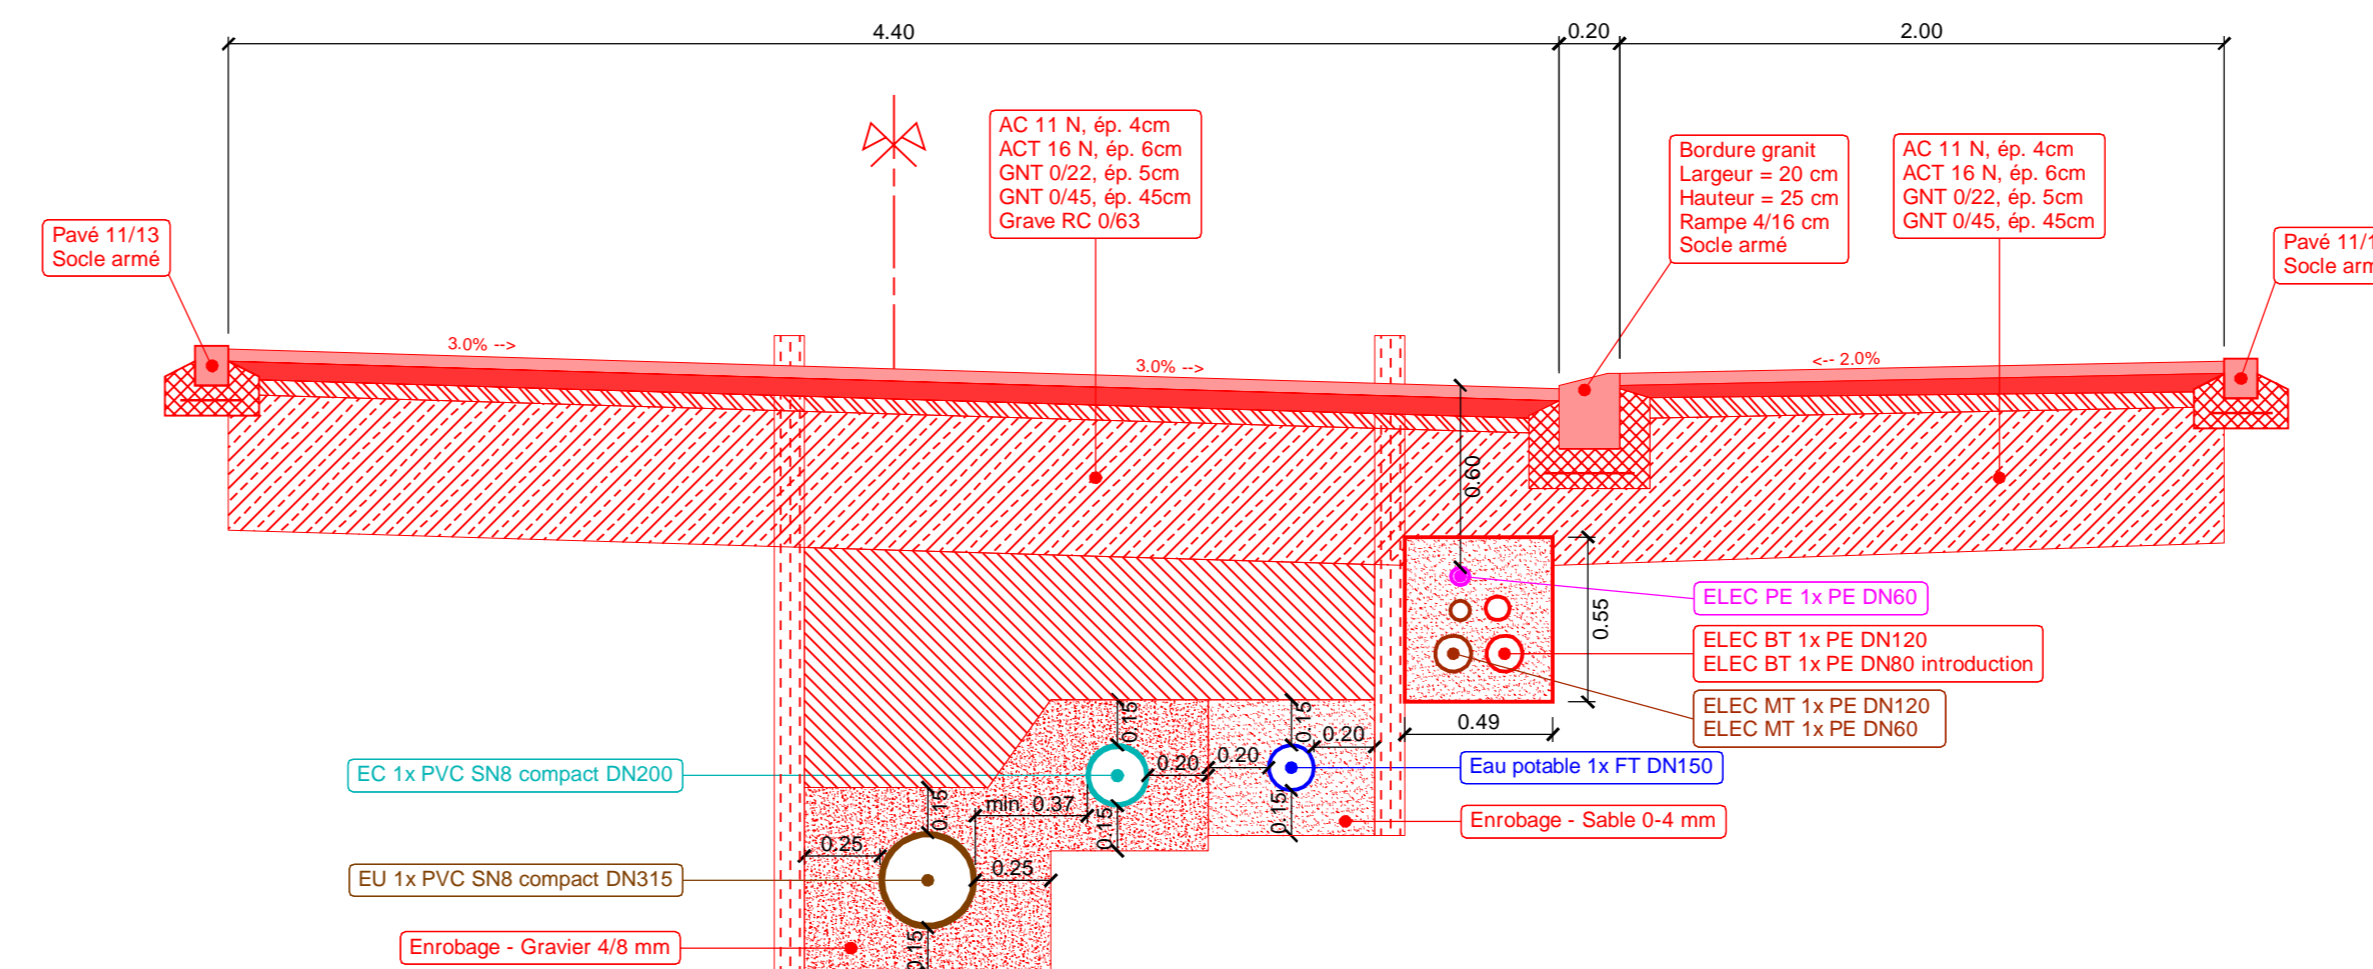 4.40
0.20
2.00
AC 11 N, ép. 4cm
ACT 16 N, ép. 6cm
GNT 0/22, ép. 5cm
GNT 0/45, ép. 45cm
Grave RC 0/63
Bordure granit
Largeur = 20 cm
Hauteur = 25 cm
Rampe 4/16 cm
Socle armé
AC 11 N, ép. 4cm
ACT 16 N, ép. 6cm
GNT 0/22, ép. 5cm
GNT 0/45, ép. 45cm
Pavé 11/13
Socle armé
Pavé 11/1
Socle arm
3.0% -->
3.0% -->
<-- 2.0%
0.60
0.55
0.49
ELEC PE 1x PE DN60
ELEC BT 1x PE DN120
ELEC BT 1x PE DN80 introduction
ELEC MT 1x PE DN120
ELEC MT 1x PE DN60
0.15
0.15
0.20
0.20
0.20
EC 1x PVC SN8 compact DN200
Eau potable 1x FT DN150
0.15
min. 0.37
0.15
0.15
Enrobage - Sable 0-4 mm
0.25
0.25
EU 1x PVC SN8 compact DN315
Enrobage - Gravier 4/8 mm
0.15